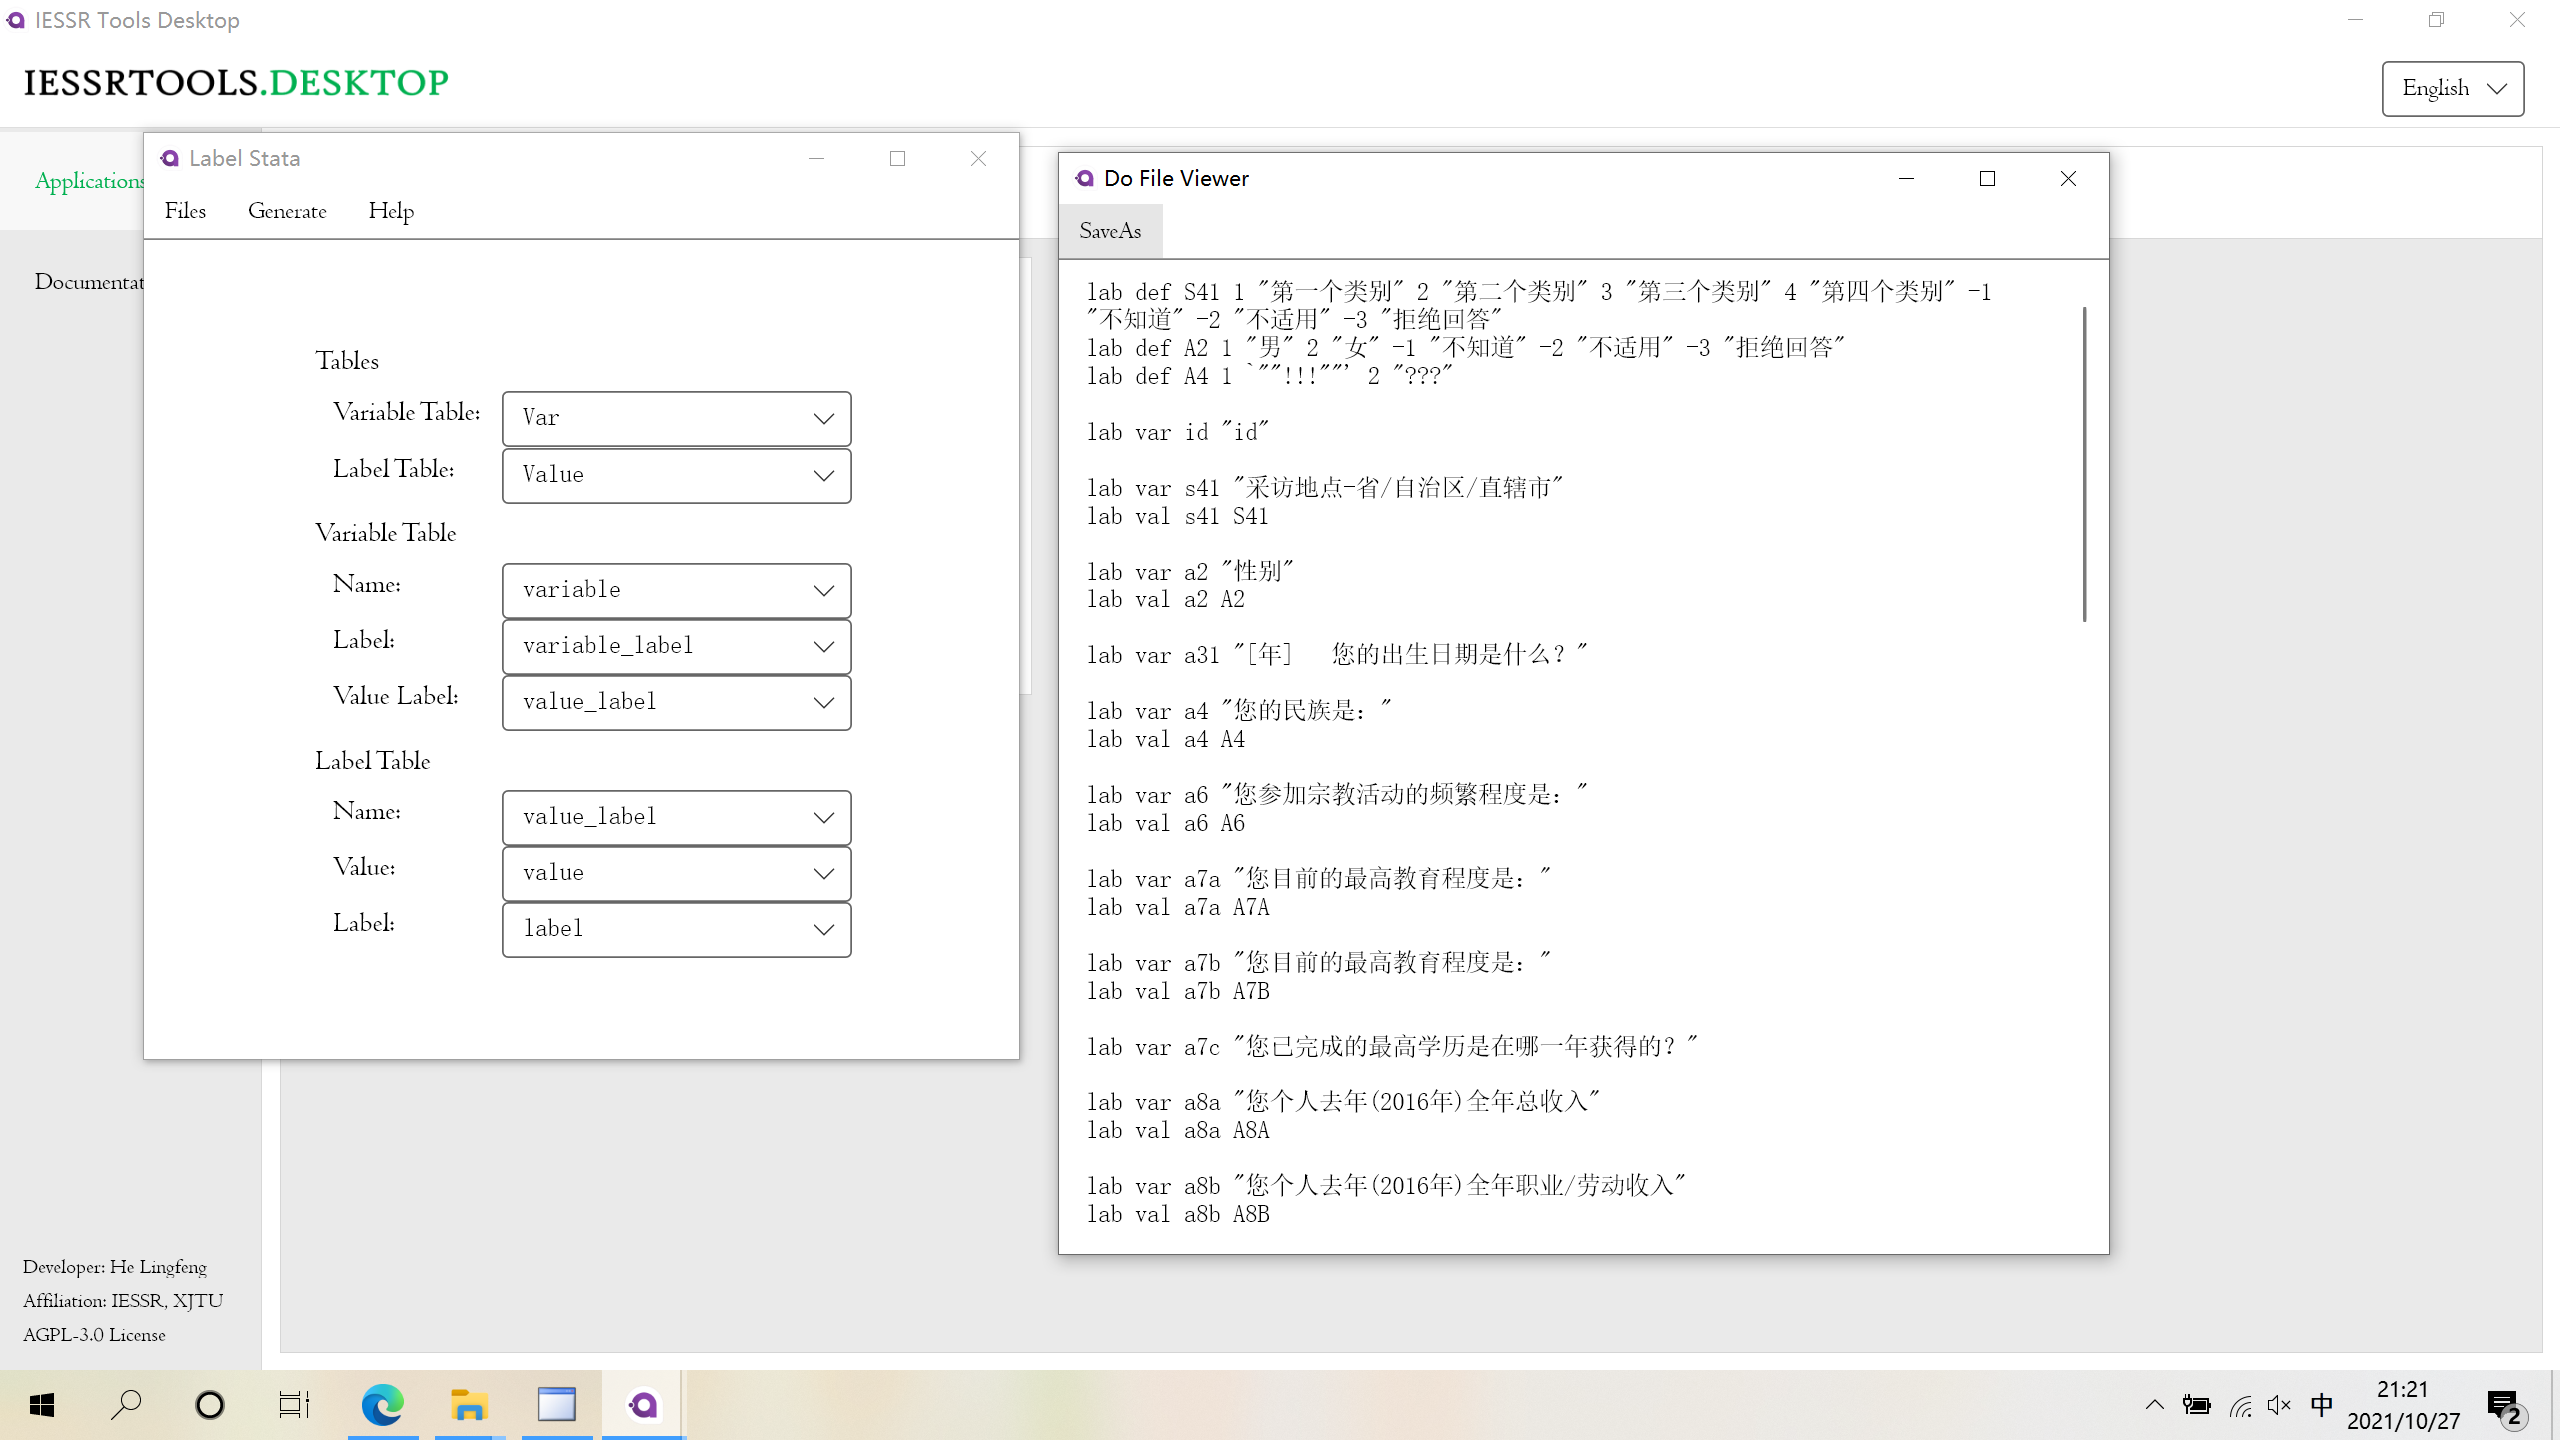 IESSR Tools Desktop
IESSRTOOLS.DESKTOP
English
Applications
Documentat
Label Stata
Files Generate Help
Tables
Variable Table: Var
Label Table: Value
Variable Table
Name: variable
Label: variable_label
Value Label: value_label
Label Table
Name: value_label
Value: value
Label: label
Do File Viewer
SaveAs
lab def S41 1 "第一个类别" 2 "第二个类别" 3 "第三个类别" 4 "第四个类别" -1
"不知道" -2 "不适用" -3 "拒绝回答"
lab def A2 1 "男" 2 "女" -1 "不知道" -2 "不适用" -3 "拒绝回答"
lab def A4 1 `""!!!""' 2 "???"
lab var id "id"
lab var s41 "采访地点-省/自治区/直辖市"
lab val s41 S41
lab var a2 "性别"
lab val a2 A2
lab var a31 "[年]   您的出生日期是什么？"
lab var a4 "您的民族是："
lab val a4 A4
lab var a6 "您参加宗教活动的频繁程度是："
lab val a6 A6
lab var a7a "您目前的最高教育程度是："
lab val a7a A7A
lab var a7b "您目前的最高教育程度是："
lab val a7b A7B
lab var a7c "您已完成的最高学历是在哪一年获得的？"
lab var a8a "您个人去年(2016年)全年总收入"
lab val a8a A8A
lab var a8b "您个人去年(2016年)全年职业/劳动收入"
lab val a8b A8B
Developer: He Lingfeng
Affiliation: IESSR, XJTU
AGPL-3.0 License
中
21:21
2021/10/27
2